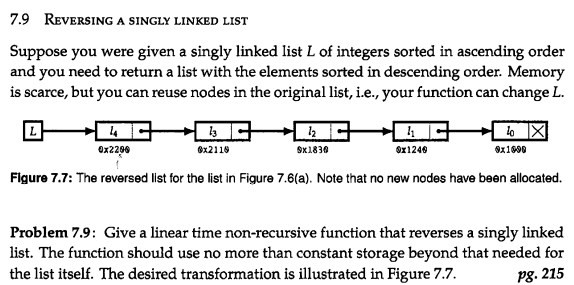 7.9 REVERSING A SINGLY LINKED LIST
Suppose you were given a singly linked list L of integers sorted in ascending order
and you need to return a list with the elements sorted in descending order. Memory
is scarce, but you can reuse nodes in the original list, i.e., your function can change L.
L l4 l3 l2 l1 l0
0x2200 0x2110 0x1830 0x1240 0x1000
Figure 7.7: The reversed list for the list in Figure 7.6(a). Note that no new nodes have been allocated.
Problem 7.9: Give a linear time non-recursive function that reverses a singly linked
list. The function should use no more than constant storage beyond that needed for
the list itself. The desired transformation is illustrated in Figure 7.7. pg. 215